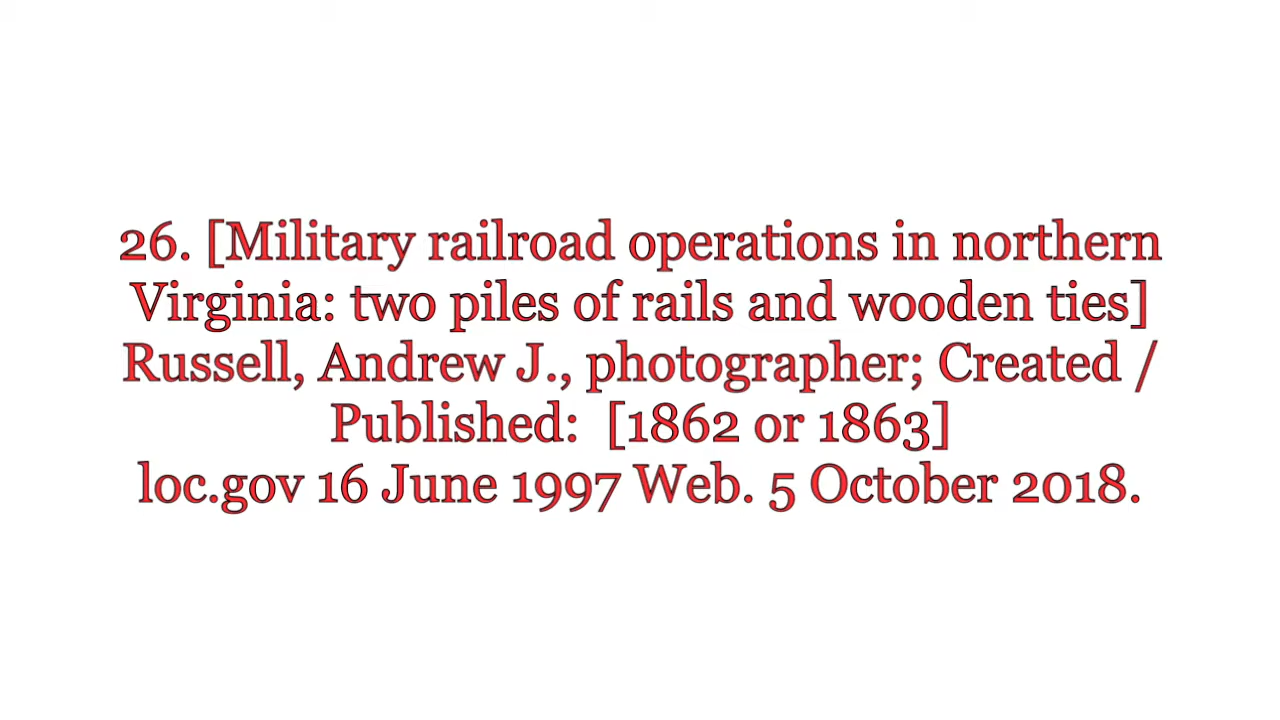 26. [Military railroad operations in northern
Virginia: two piles of rails and wooden ties]
Russell, Andrew J., photographer; Created /
Published:  [1862 or 1863]
loc.gov 16 June 1997 Web. 5 October 2018.